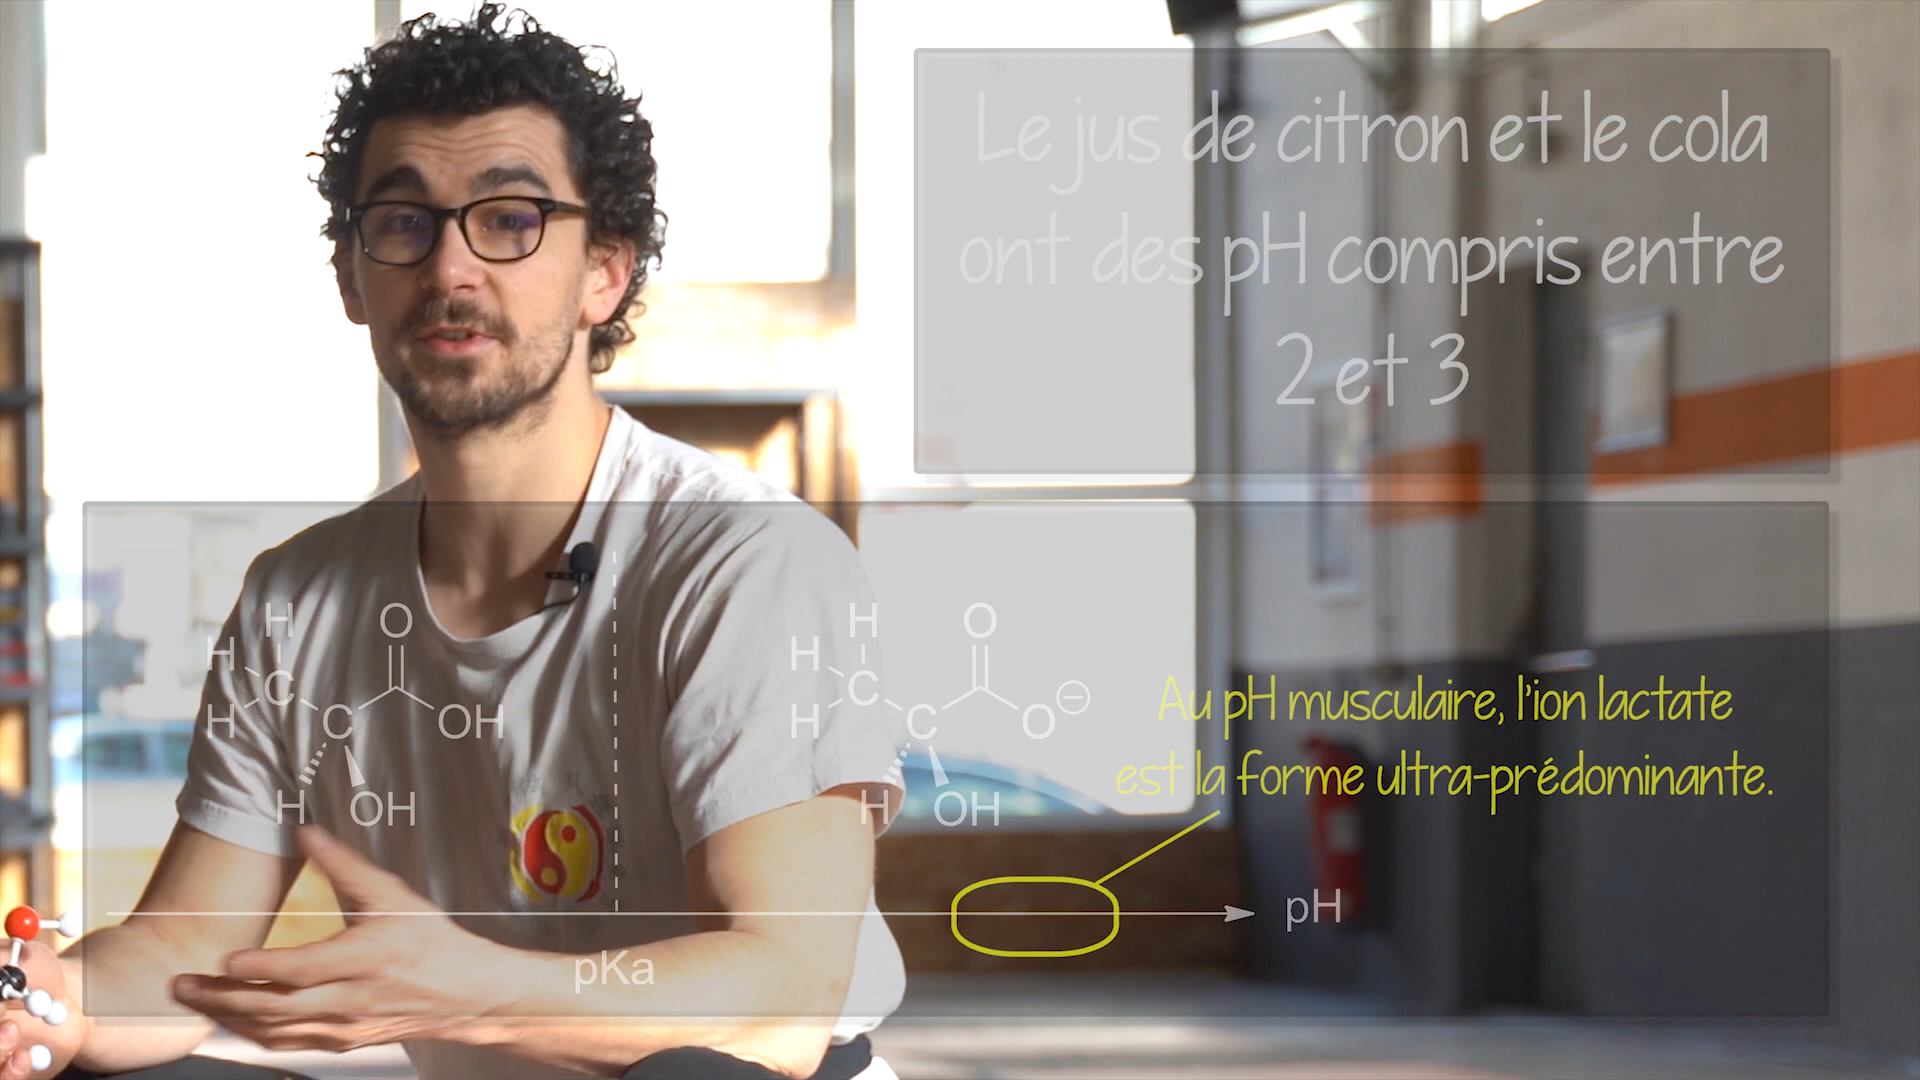 Le jus de citron et le cola
ont des pH compris entre
2 et 3
H
O
H
C
H
C
OH
H
OH
H
O
H
C
H
C
O
⊖
H
OH
Au pH musculaire, l'ion lactate
est la forme ultra-prédominante.
pH
pKa